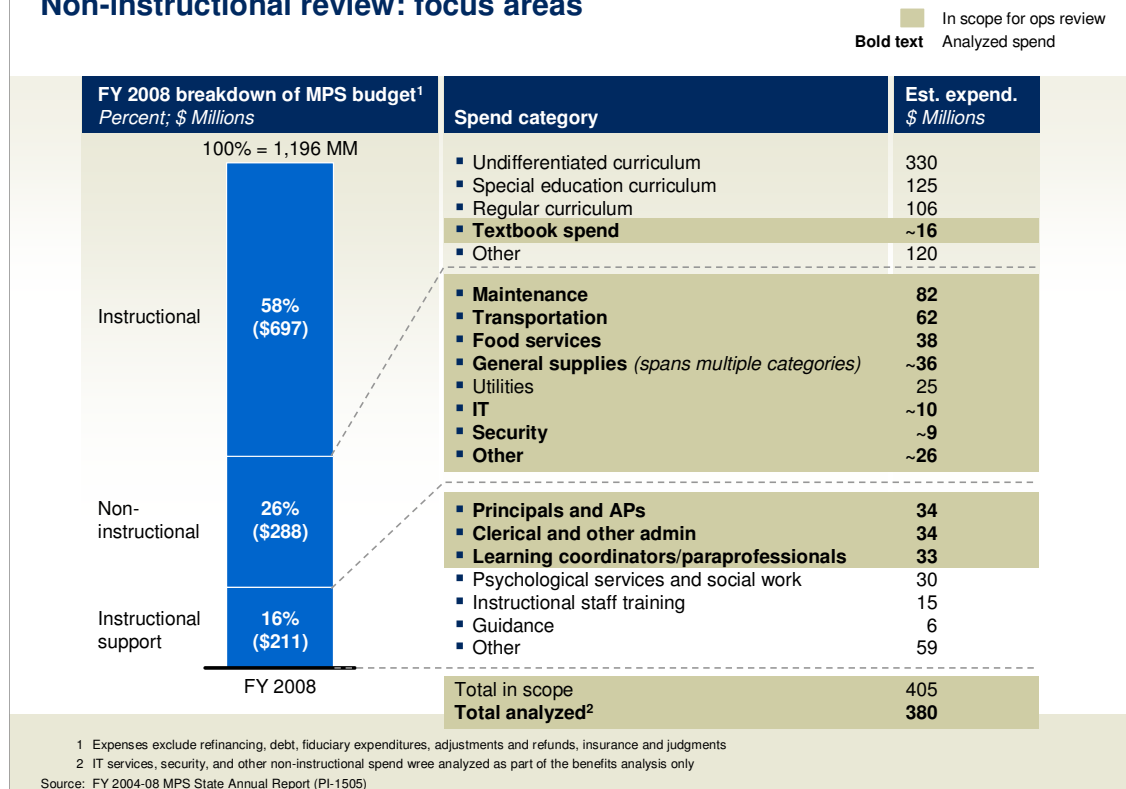 Non-instructional review: focus areas
In scope for ops review
Bold text Analyzed spend
FY 2008 breakdown of MPS budget1
Percent; $ Millions
Spend category
Est. expend.
$ Millions
100% = 1,196 MM
Instructional
58%
($697)
Non-
instructional
26%
($288)
Instructional
support
16%
($211)
FY 2008
▪ Undifferentiated curriculum 330
▪ Special education curriculum 125
▪ Regular curriculum 106
▪ Textbook spend ~16
▪ Other 120
▪ Maintenance 82
▪ Transportation 62
▪ Food services 38
▪ General supplies (spans multiple categories) ~36
▪ Utilities 25
▪ IT ~10
▪ Security ~9
▪ Other ~26
▪ Principals and APs 34
▪ Clerical and other admin 34
▪ Learning coordinators/paraprofessionals 33
▪ Psychological services and social work 30
▪ Instructional staff training 15
▪ Guidance 6
▪ Other 59
Total in scope 405
Total analyzed2 380
1 Expenses exclude refinancing, debt, fiduciary expenditures, adjustments and refunds, insurance and judgments
2 IT services, security, and other non-instructional spend wree analyzed as part of the benefits analysis only
Source: FY 2004-08 MPS State Annual Report (PI-1505)